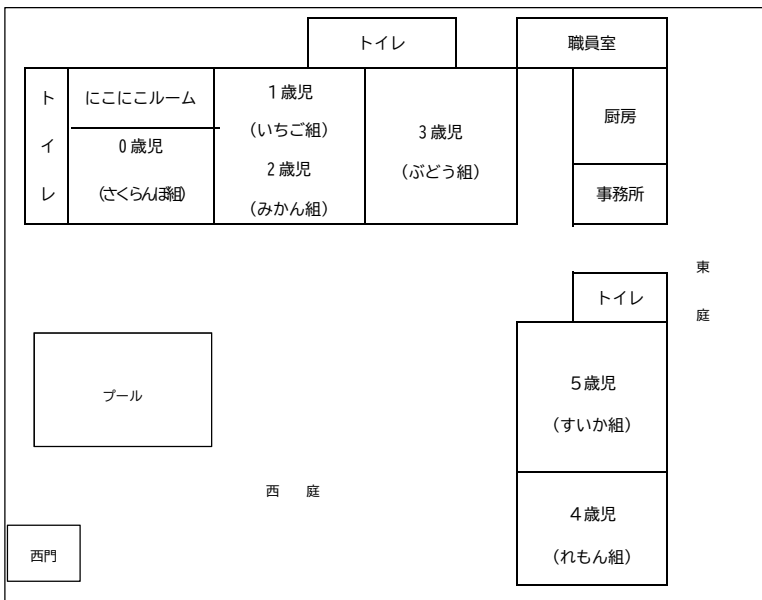 トイレ
職員室
トイレ
にこにこルーム
0歳児
(さくらんぼ組)
1歳児
(いちご組)
2歳児
(みかん組)
3歳児
(ぶどう組)
厨房
事務所
東庭
トイレ
プール
5歳児
(すいか組)
西 庭
4歳児
(れもん組)
西門